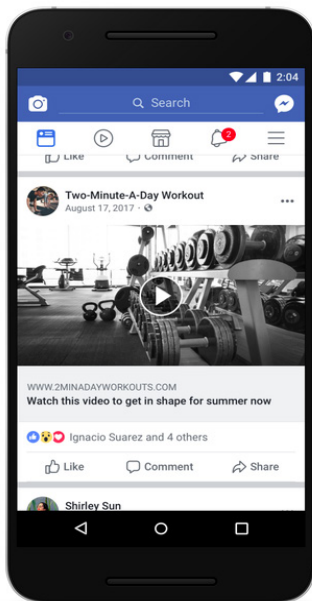 2:04
Search
2
Like Comment Share
Two-Minute-A-Day Workout
August 17, 2017 ·
WWW.2MINADAYWORKOUTS.COM
Watch this video to get in shape for summer now
Ignacio Suarez and 4 others
Like Comment Share
Shirley Sun